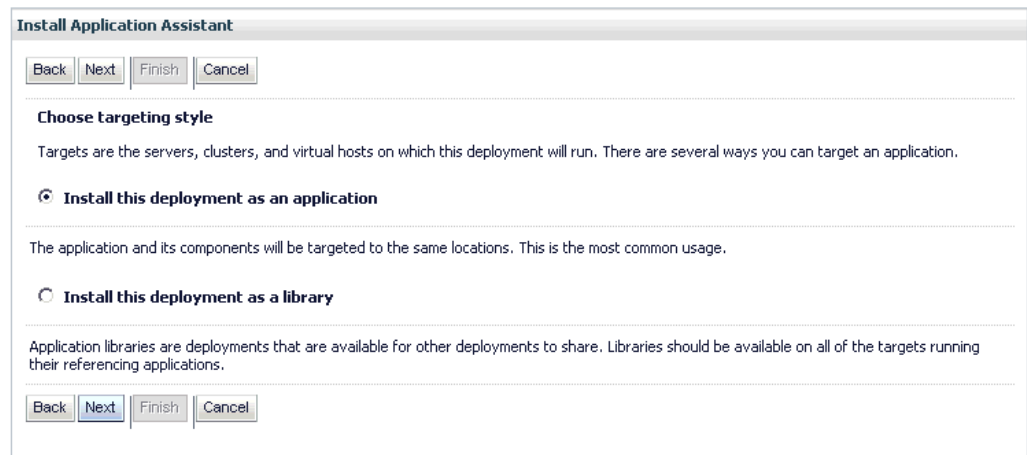 Install Application Assistant
Back Next Finish Cancel
Choose targeting style
Targets are the servers, clusters, and virtual hosts on which this deployment will run. There are several ways you can target an application.
Install this deployment as an application
The application and its components will be targeted to the same locations. This is the most common usage.
Install this deployment as a library
Application libraries are deployments that are available for other deployments to share. Libraries should be available on all of the targets running
their referencing applications.
Back Next Finish Cancel